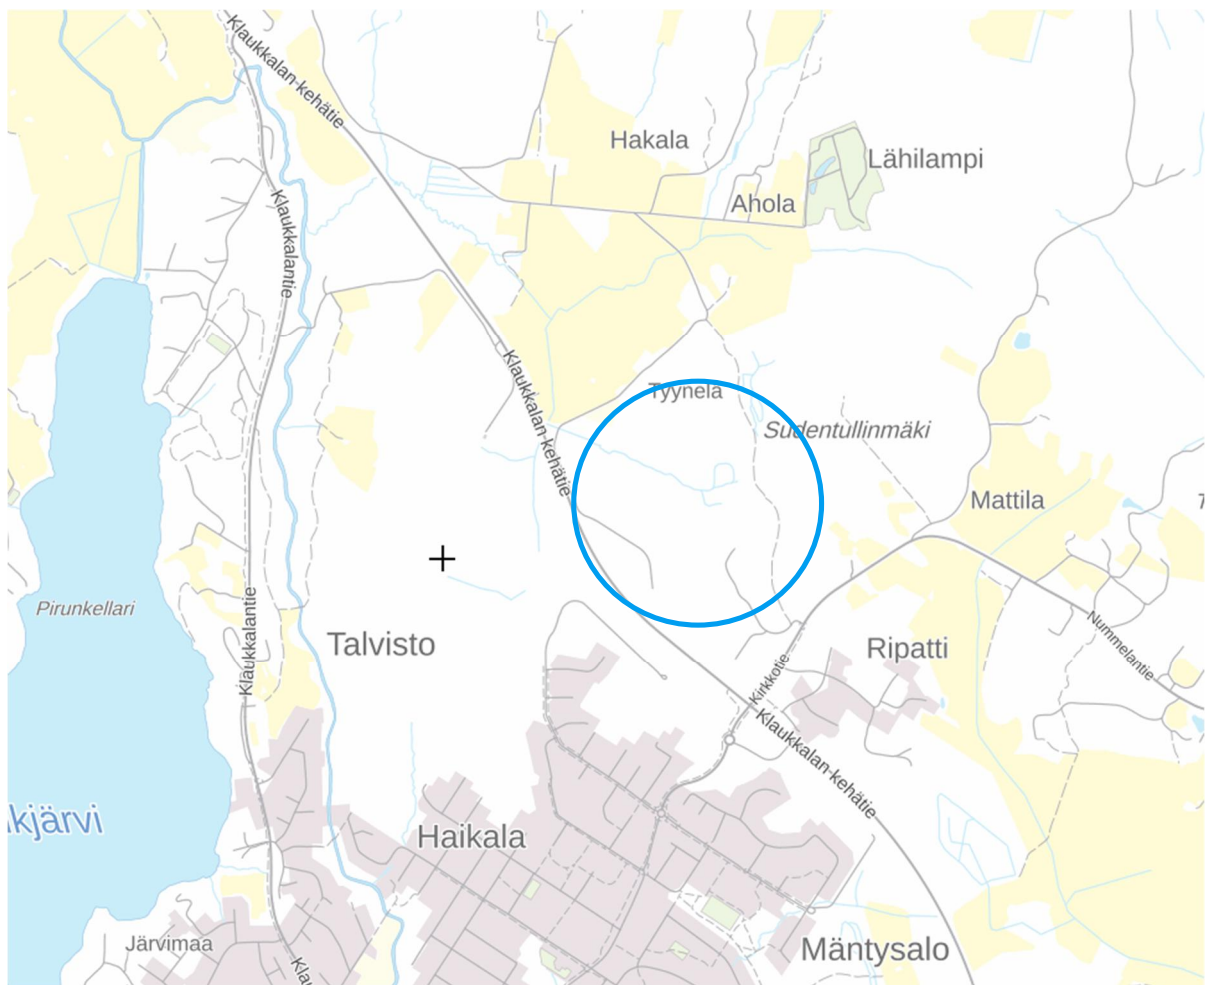 Klaukkalan kehätie
Hakala
Lähilampi
Ahola
Klaukkalantie
Klaukkalan-kehätie
Tyynelä
Sudentullinmäki
Mattila
Pirunkellari
Klaukkalantie
Talvisto
Ripatti
Nummelantie
Kirkkotie
Klaukkalan-kehätie
kjärvi
Haikala
Järvimaa
Mäntysalo
Klau